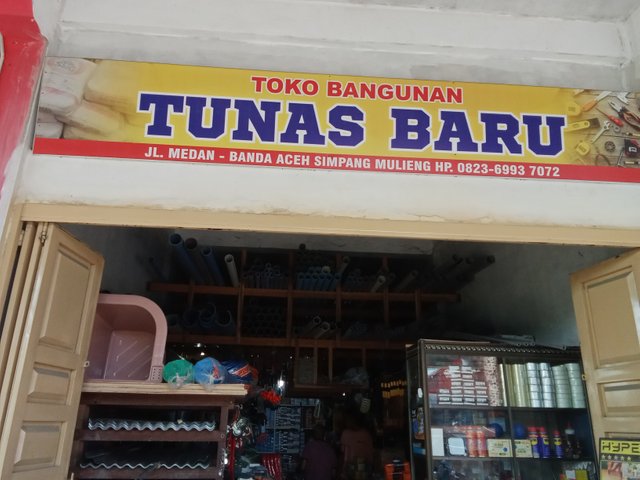 TOKO BANGUNAN
TUNAS BARU
JL. MEDAN - BANDA ACEH SIMPANG MULIENG HP. 0823-6993 7072
HYPE